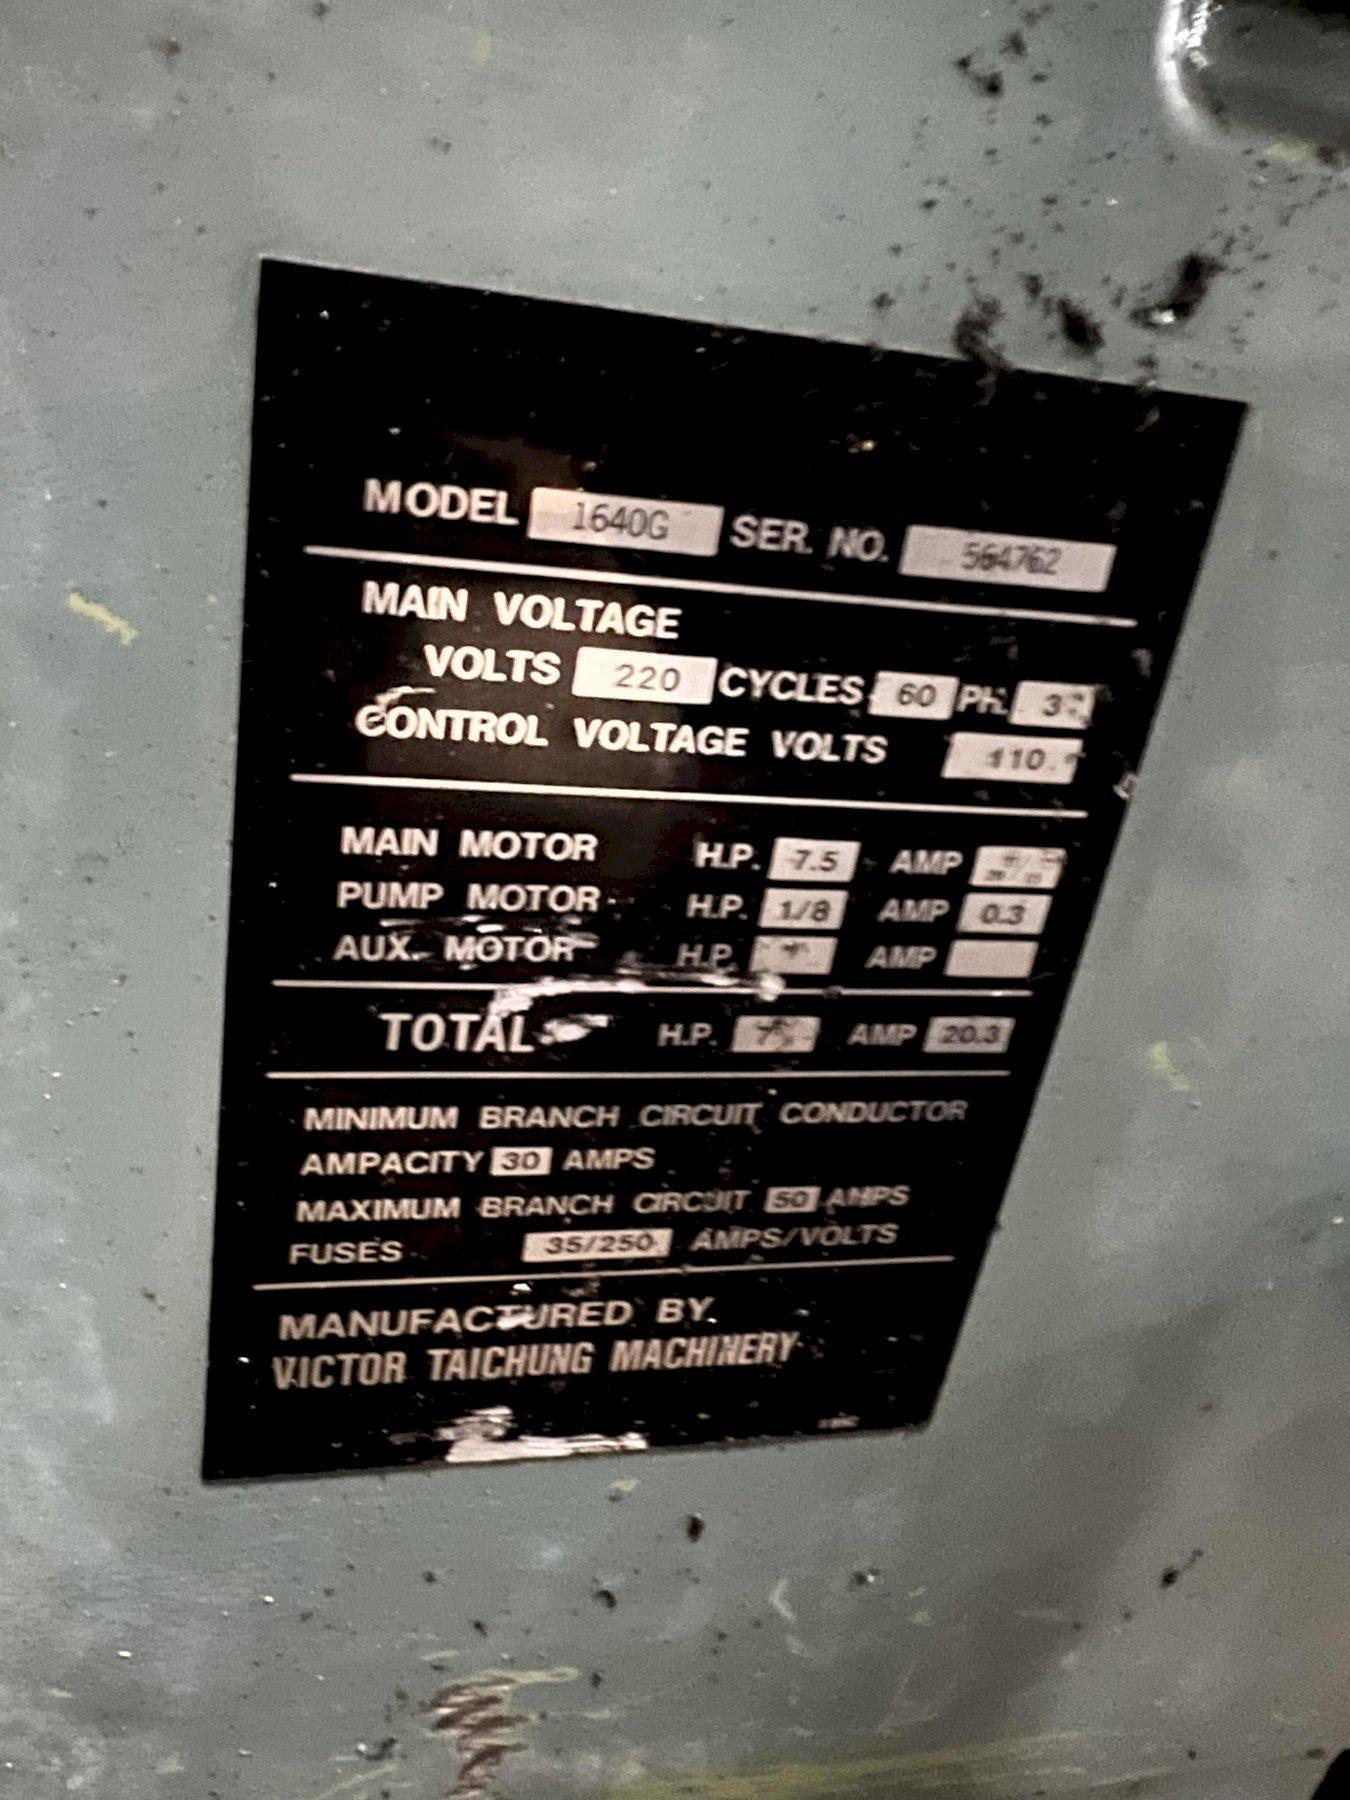 MODEL 1640G SER. NO. 564762
MAIN VOLTAGE
VOLTS 220 CYCLES 60 PH. 3
CONTROL VOLTAGE VOLTS 110
MAIN MOTOR H.P. 7.5 AMP
PUMP MOTOR H.P. 1/8 AMP 0.3
AUX. MOTOR H.P. AMP
TOTAL H.P. AMP 20.3
MINIMUM BRANCH CIRCUIT CONDUCTOR
AMPACITY 30 AMPS
MAXIMUM BRANCH CIRCUIT 50 AMPS
FUSES 35/250 AMPS/VOLTS
MANUFACTURED BY.
VICTOR TAICHUNG MACHINERY